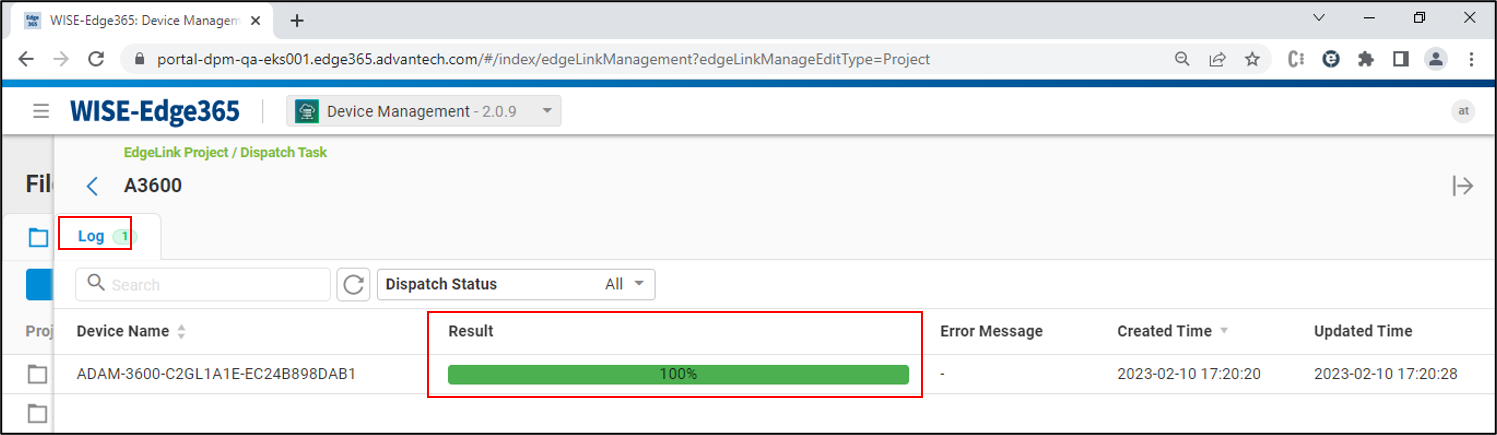 Edge 365 WISE-Edge365: Device Managem
portal-dpm-qa-eks001.edge365.advantech.com/#/index/edgeLinkManagement?edgeLinkManageEditType=Project
WISE-Edge365 Device Management - 2.0.9 at
EdgeLink Project / Dispatch Task
Fil A3600
Log 1
Search Dispatch Status All
Proj Device Name Result Error Message Created Time Updated Time
ADAM-3600-C2GL1A1E-EC24B898DAB1 100% - 2023-02-10 17:20:20 2023-02-10 17:20:28